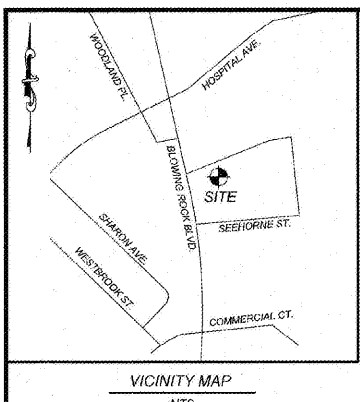 WOODLAND PL.
HOSPITAL AVE.
BLOWING ROCK BLVD.
SITE
SEEHORNE ST.
SHARON AVE.
WESTBROOK ST.
COMMERCIAL CT.
VICINITY MAP
NTS